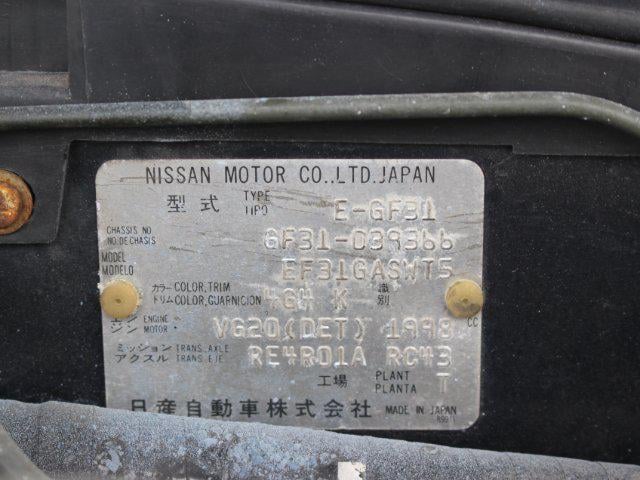 NISSAN MOTOR CO.,LTD.JAPAN
型式 TYPE TIPO E-GF31
CHASSIS NO NO.DECHASIS GF31-039366
MODEL MODELO EF31GASWT5
カラー COLOR,TRIM
トリム COLOR,GUARNICION 4G4 K 識別
エンジン ENGINE MOTOR VG20(DET) 1998 CC
ミッション TRANS. AXLE
アクスル TRANS.EJE RE4R01A RC43
工場 PLANT PLANTA T
日産自動車株式会社 MADE IN JAPAN